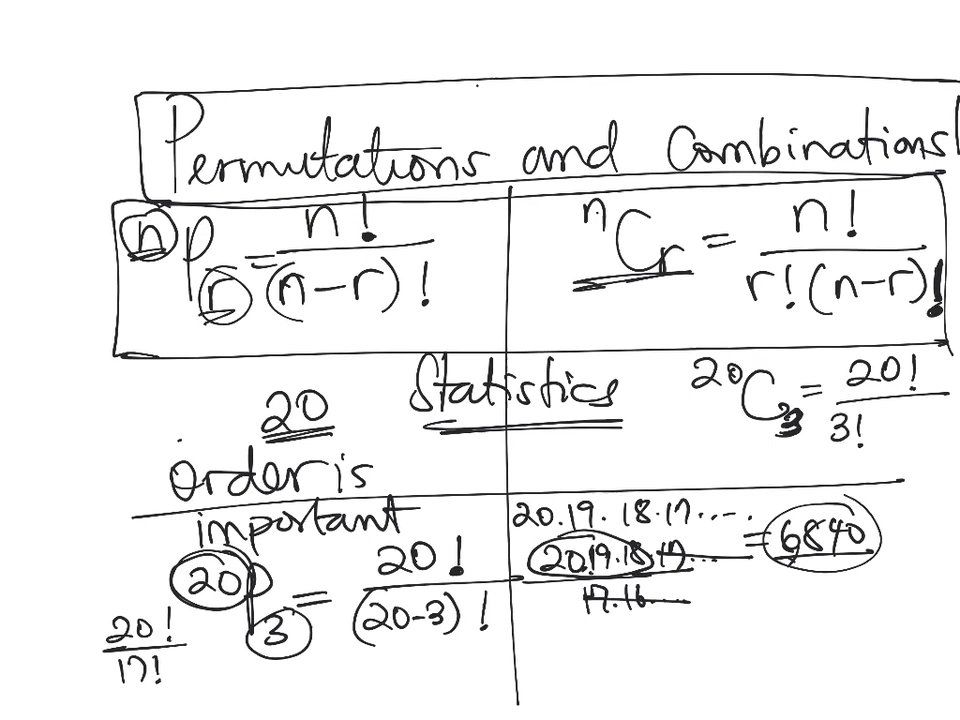 Permutations and Combinations
nPr = n! / (n-r)!
nCr = n! / r!(n-r)!
Statistics
20C3 = 20! / 3!
20
order is
important
20P3 = 20! / (20-3)!
20! / 17!
20.19.18.17.....
20.19.18.17.... / 17.16.... = 6840